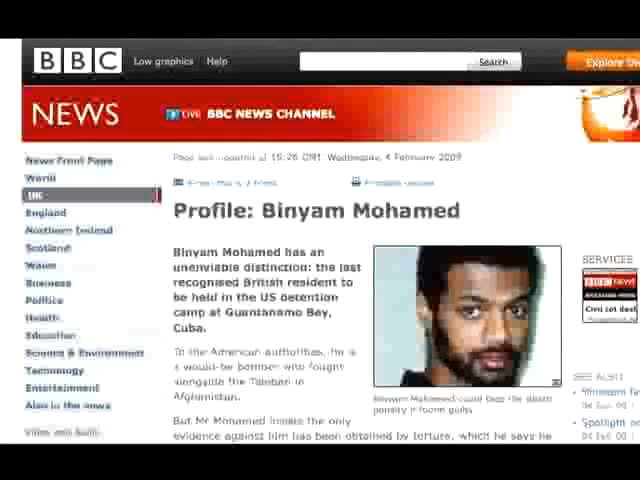 BBC Low graphics Help Search Explore
NEWS LIVE BBC NEWS CHANNEL
Page last updated at 16:26 GMT, Wednesday, 4 February 2009
News Front Page
World
UK
England
Northern Ireland
Scotland
Wales
Business
Politics
Health
Education
Science & Environment
Technology
Entertainment
Also in the news
Video and Audio
E-mail this to a friend Printable version
Profile: Binyam Mohamed
Binyam Mohamed has an
unenviable distinction: the last
recognised British resident to
be held in the US detention
camp at Guantanamo Bay,
Cuba.
To the American authorities, he is
a would-be bomber who fought
alongside the Taleban in
Afghanistan.
But Mr Mohamed insists the only
evidence against him has been obtained by torture, which he says he
Binyam Mohamed could face the death
penalty if found guilty
SERVICES
NEWS
SEE ALSO
Spotlight